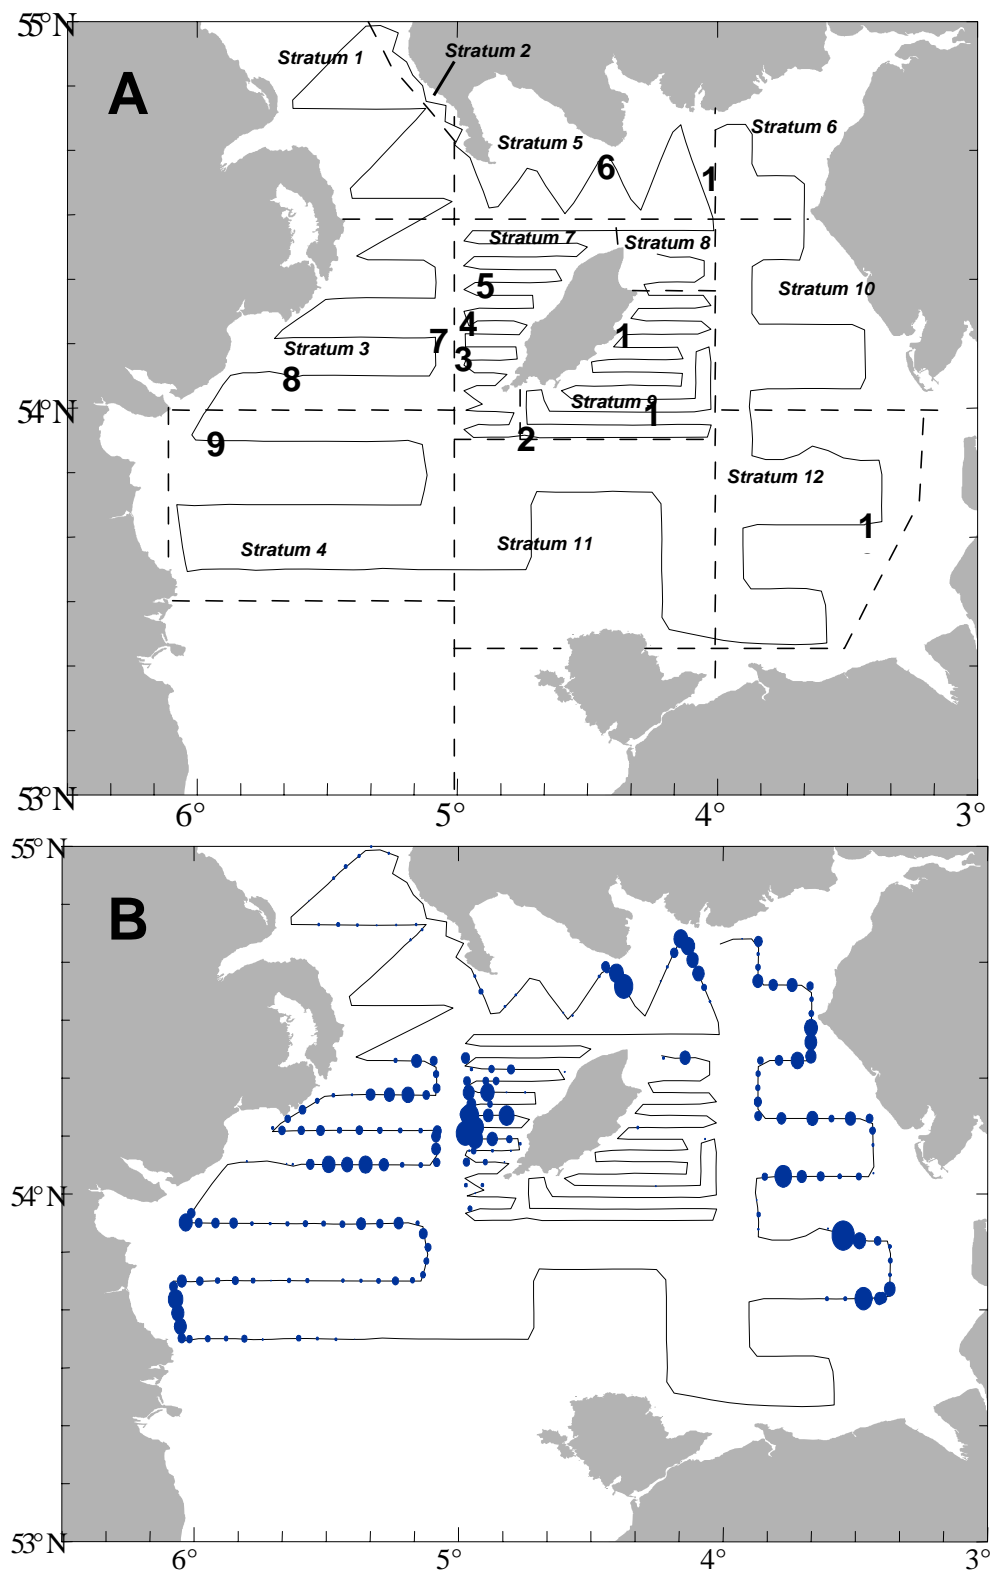 55°N
A
Stratum 1
Stratum 2
Stratum 5
Stratum 6
6
1
Stratum 7
Stratum 8
5
Stratum 10
4
7
1
3
Stratum 3
8
Stratum 9
54°N
1
9
2
Stratum 12
1
Stratum 4
Stratum 11
53°N
6°
5°
4°
3°
55°N
B
54°N
53°N
6°
5°
4°
3°